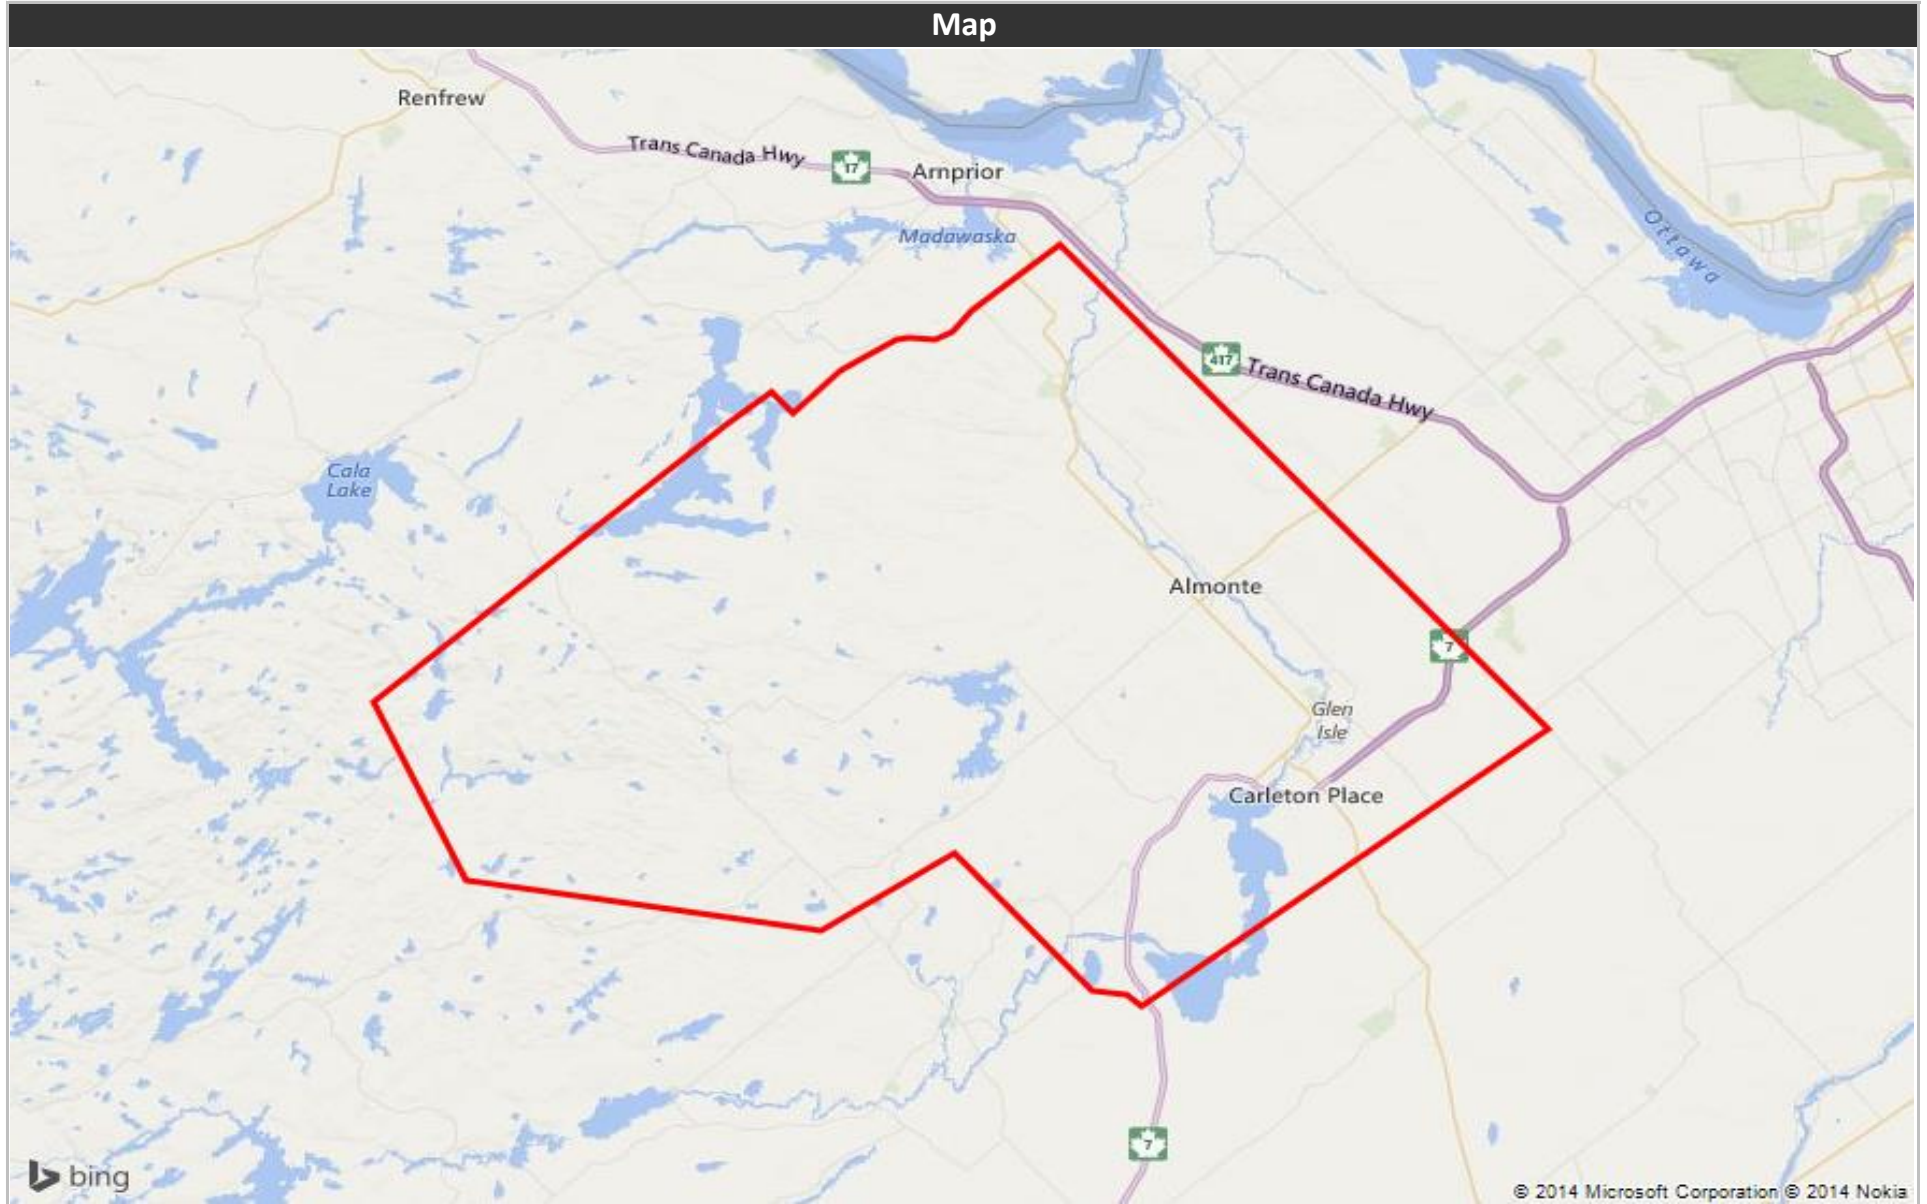 Map
Renfrew
Trans Canada Hwy
17
Arnprior
Madawaska
Ottawa
417
Trans Canada Hwy
Cala
Lake
Almonte
7
Glen
Isle
Carleton Place
7
bing
© 2014 Microsoft Corporation © 2014 Nokia